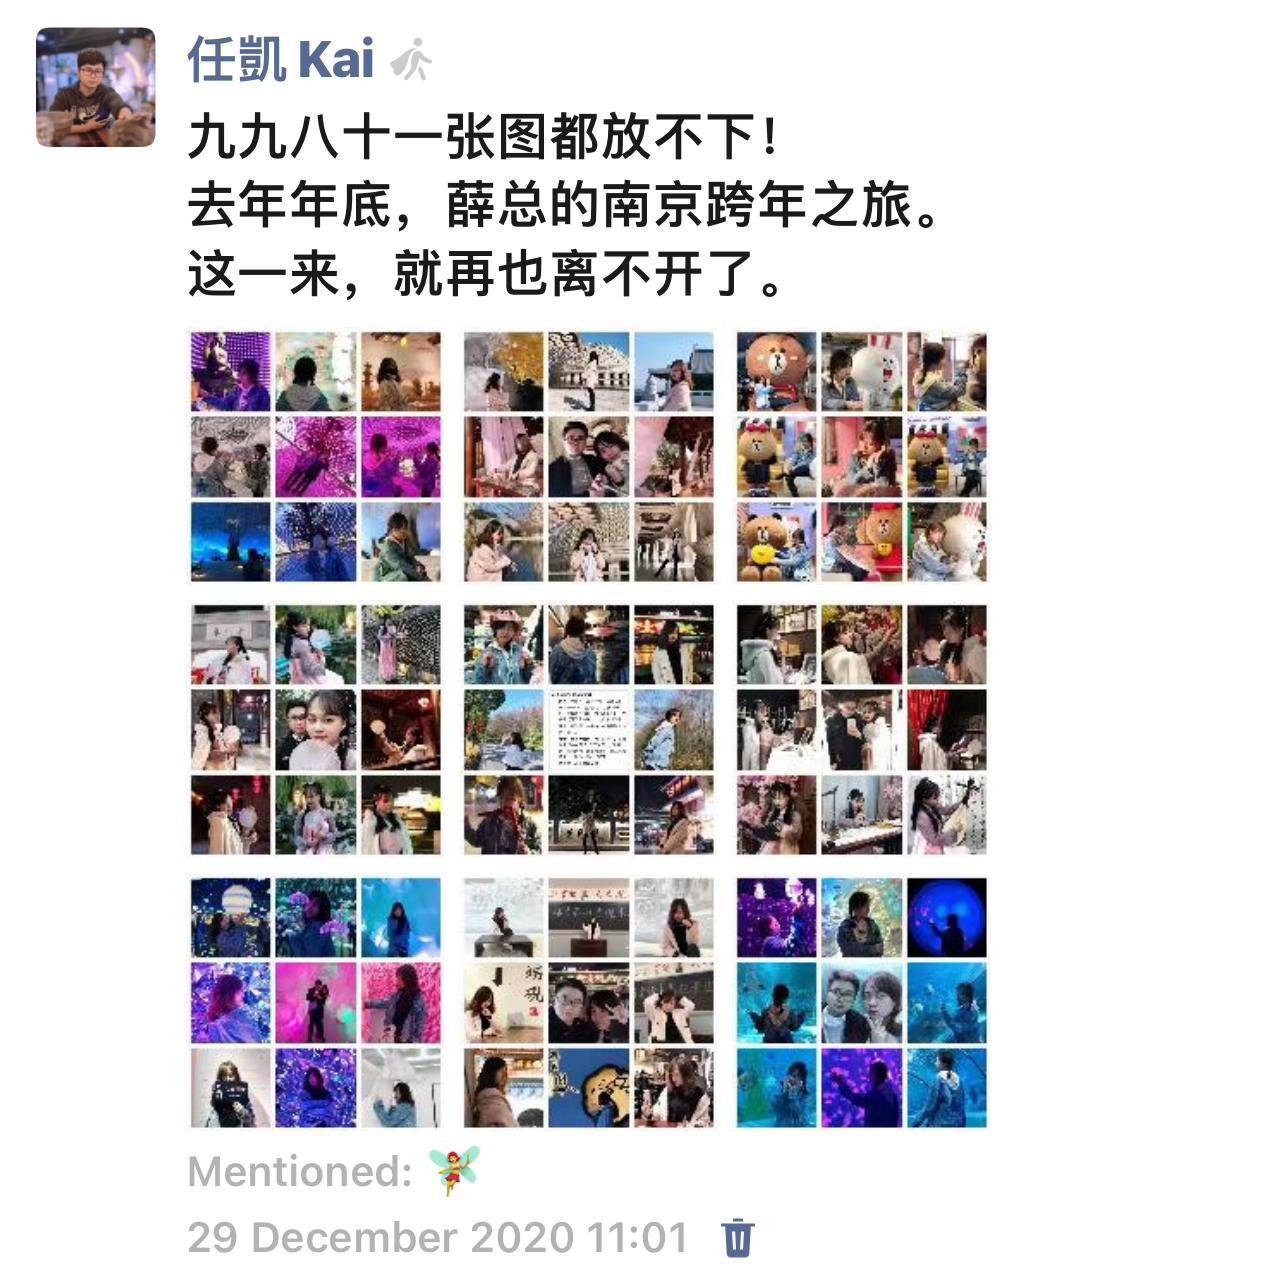 任凱 Kai
九九八十一张图都放不下！
去年年底，薛总的南京跨年之旅。
这一来，就再也离不开了。
Mentioned: 🧚
29 December 2020 11:01